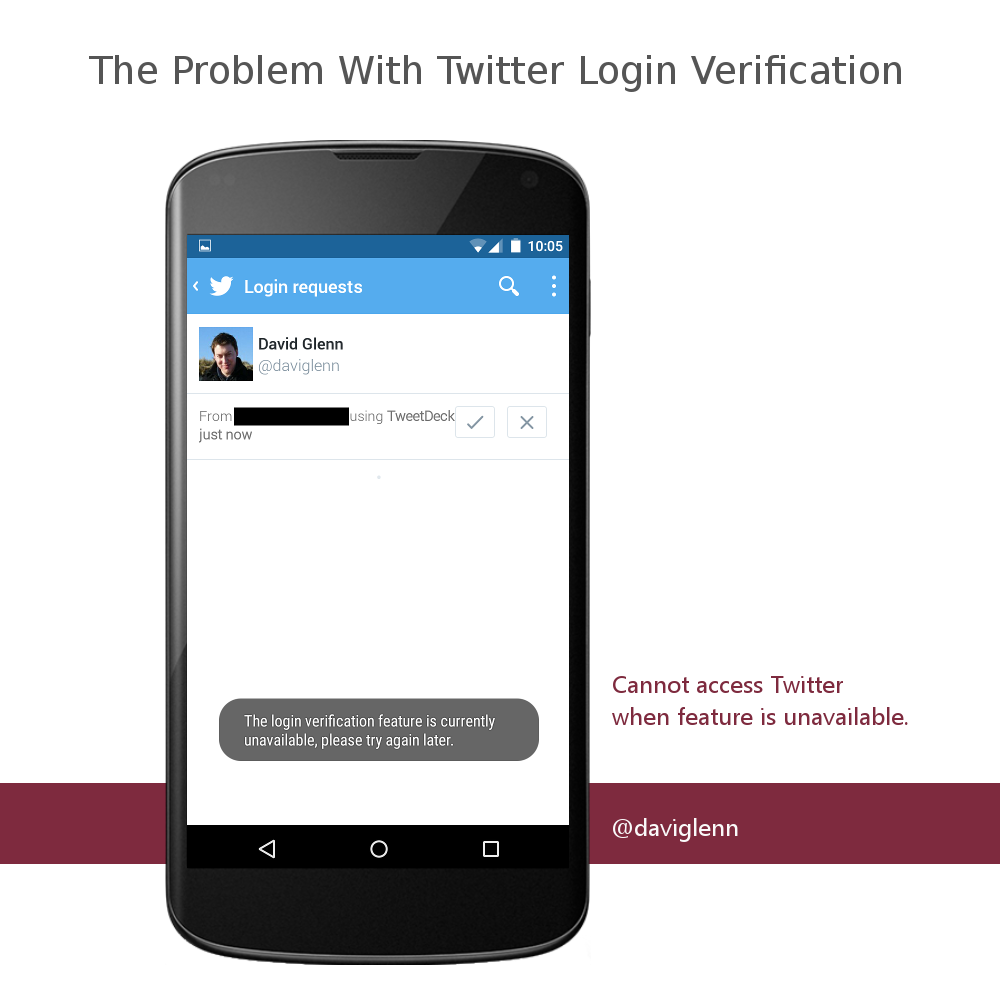 The Problem With Twitter Login Verification
10:05
Login requests
David Glenn
@daviglenn
From using TweetDeck
just now
The login verification feature is currently
unavailable, please try again later.
Cannot access Twitter
when feature is unavailable.
@daviglenn